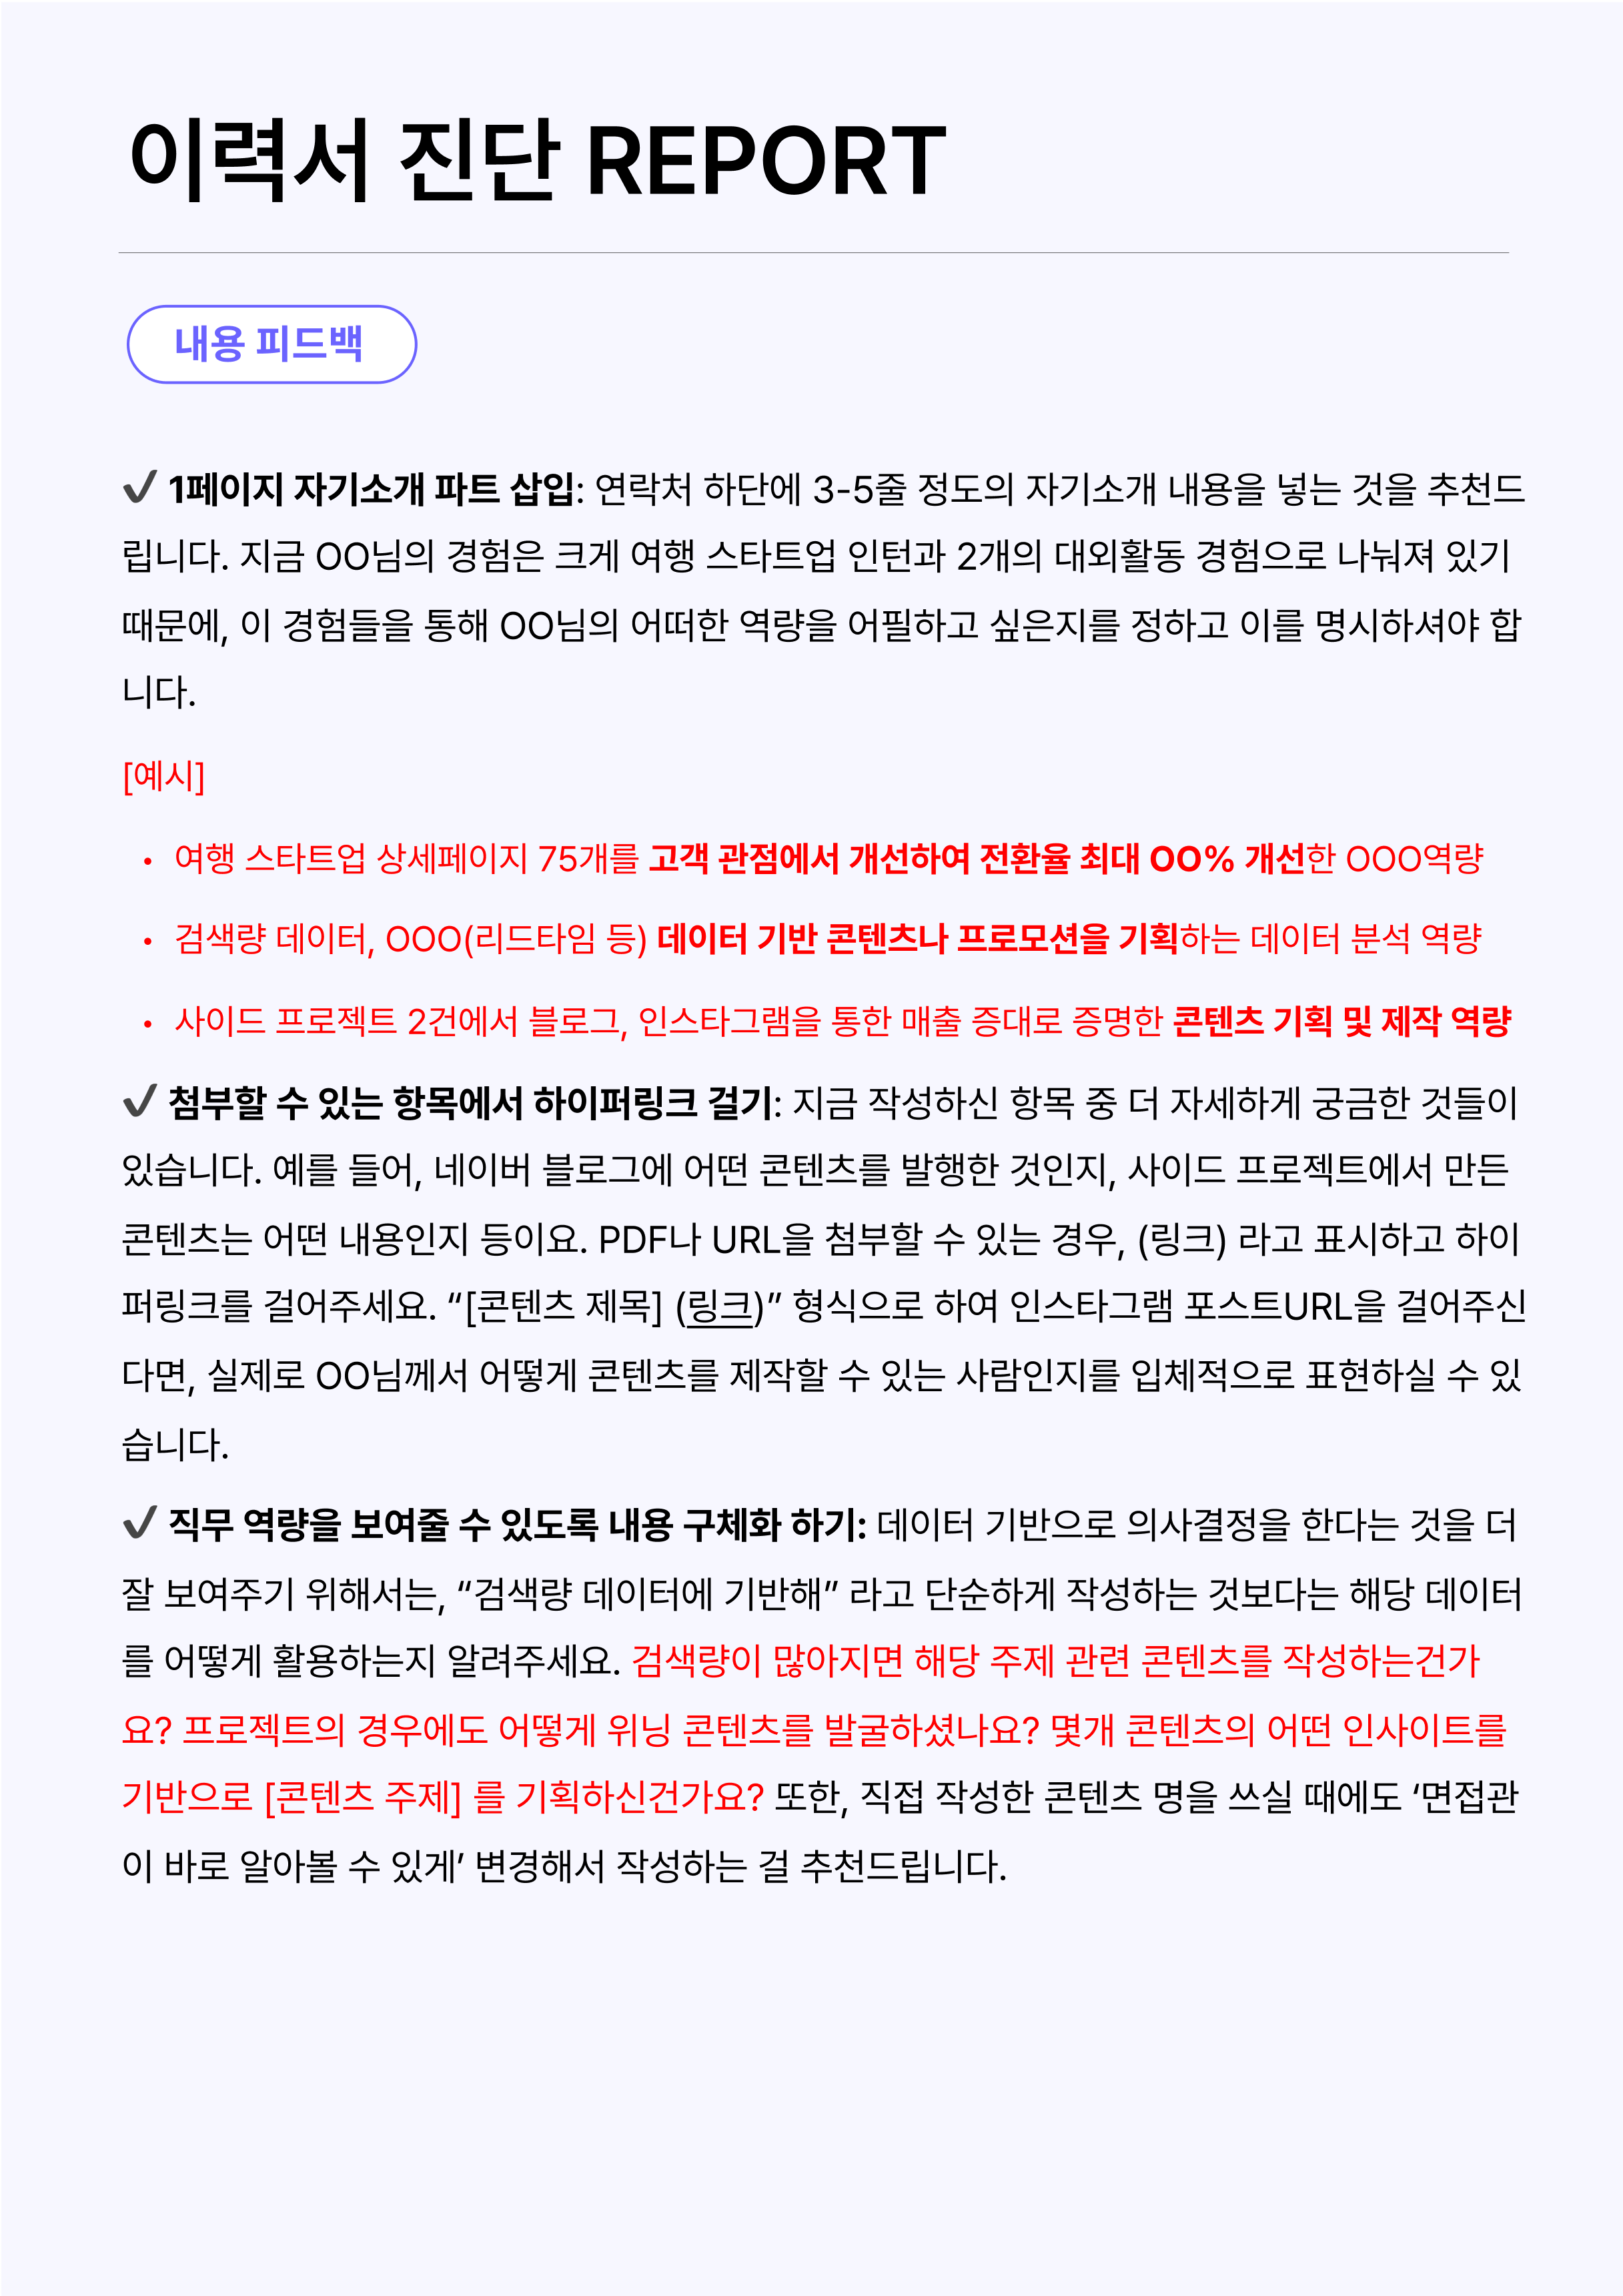 이력서 진단 REPORT
내용 피드백
✔ 1페이지 자기소개 파트 삽입: 연락처 하단에 3-5줄 정도의 자기소개 내용을 넣는 것을 추천드
립니다. 지금 OO님의 경험은 크게 여행 스타트업 인턴과 2개의 대외활동 경험으로 나눠져 있기
때문에, 이 경험들을 통해 OO님의 어떠한 역량을 어필하고 싶은지를 정하고 이를 명시하셔야 합
니다.
[예시]
• 여행 스타트업 상세페이지 75개를 고객 관점에서 개선하여 전환율 최대 OO% 개선한 OOO역량
• 검색량 데이터, OOO(리드타임 등) 데이터 기반 콘텐츠나 프로모션을 기획하는 데이터 분석 역량
• 사이드 프로젝트 2건에서 블로그, 인스타그램을 통한 매출 증대로 증명한 콘텐츠 기획 및 제작 역량
✔ 첨부할 수 있는 항목에서 하이퍼링크 걸기: 지금 작성하신 항목 중 더 자세하게 궁금한 것들이
있습니다. 예를 들어, 네이버 블로그에 어떤 콘텐츠를 발행한 것인지, 사이드 프로젝트에서 만든
콘텐츠는 어떤 내용인지 등이요. PDF나 URL을 첨부할 수 있는 경우, (링크) 라고 표시하고 하이
퍼링크를 걸어주세요. “[콘텐츠 제목] (링크)” 형식으로 하여 인스타그램 포스트URL을 걸어주신
다면, 실제로 OO님께서 어떻게 콘텐츠를 제작할 수 있는 사람인지를 입체적으로 표현하실 수 있
습니다.
✔ 직무 역량을 보여줄 수 있도록 내용 구체화 하기: 데이터 기반으로 의사결정을 한다는 것을 더
잘 보여주기 위해서는, “검색량 데이터에 기반해” 라고 단순하게 작성하는 것보다는 해당 데이터
를 어떻게 활용하는지 알려주세요. 검색량이 많아지면 해당 주제 관련 콘텐츠를 작성하는건가
요? 프로젝트의 경우에도 어떻게 위닝 콘텐츠를 발굴하셨나요? 몇개 콘텐츠의 어떤 인사이트를
기반으로 [콘텐츠 주제] 를 기획하신건가요? 또한, 직접 작성한 콘텐츠 명을 쓰실 때에도 ‘면접관
이 바로 알아볼 수 있게’ 변경해서 작성하는 걸 추천드립니다.